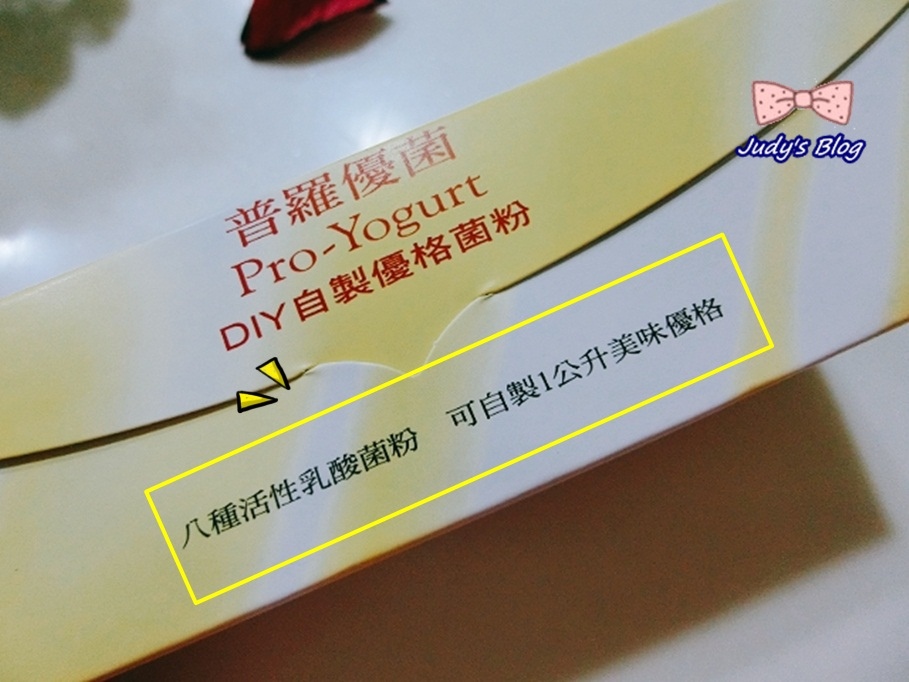 Judy's Blog
普羅優菌
Pro-Yogurt
DIY自製優格菌粉
八種活性乳酸菌粉 可自製1公升美味優格